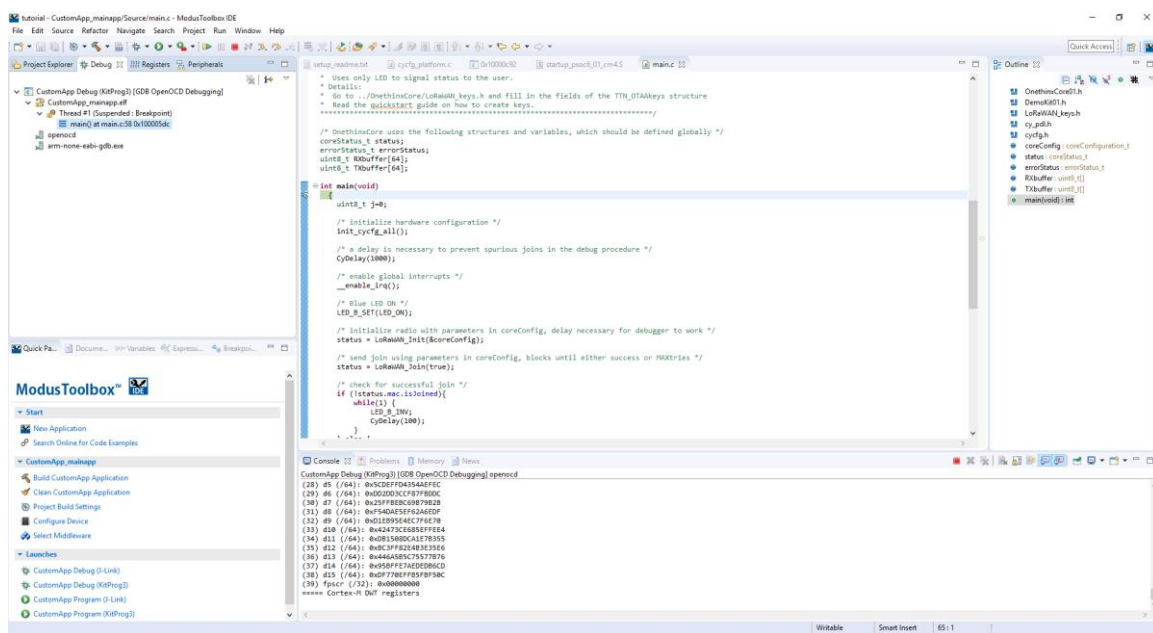 tutorial - CustomApp_mainapp/Source/main.c - ModusToolbox IDE
File Edit Source Refactor Navigate Search Project Run Window Help
Quick Access
Project Explorer Debug Registers Peripherals
CustomApp Debug (KitProg3) [GDB OpenOCD Debugging]
CustomApp_mainapp.elf
Thread #1 (Suspended : Breakpoint)
main() at main.c:58 0x100005dc
openocd
arm-none-eabi-gdb.exe
setup_readme.txt cycfg_platform.c 0x10000c92 startup_psoc6_01_cm4.S main.c
* Uses only LED to signal status to the user.
* Details:
* Go to ../OnethinxCore/LoRaWAN_keys.h and fill in the fields of the TTN_OTAAkeys structure
* Read the quickstart guide on how to create keys.
*******************************************************************************/
/* OnethinxCore uses the following structures and variables, which should be defined globally */
coreStatus_t status;
errorStatus_t errorStatus;
uint8_t RXbuffer[64];
uint8_t TXbuffer[64];
int main(void)
{
uint8_t j=0;
/* initialize hardware configuration */
init_cycfg_all();
/* a delay is necessary to prevent spurious joins in the debug procedure */
CyDelay(1000);
/* enable global interrupts */
__enable_irq();
/* Blue LED ON */
LED_B_SET(LED_ON);
/* initialize radio with parameters in coreConfig, delay necessary for debugger to work */
status = LoRaWAN_Init(&coreConfig);
/* send join using parameters in coreConfig, blocks until either success or MAXtries */
status = LoRaWAN_Join(true);
/* check for successful join */
if (!status.mac.isJoined){
while(1) {
LED_B_INV;
CyDelay(100);
}
Outline
OnethinxCore01.h
DemoKit01.h
LoRaWAN_keys.h
cy_pdl.h
cycfg.h
coreConfig : coreConfiguration_t
status : coreStatus_t
errorStatus : errorStatus_t
RXbuffer : uint8_t[]
TXbuffer : uint8_t[]
main(void) : int
Quick Pa... Docume... Variables Expressi... Breakpoi...
ModusToolbox™ IDE
Start
New Application
Search Online for Code Examples
CustomApp_mainapp
Build CustomApp Application
Clean CustomApp Application
Project Build Settings
Configure Device
Select Middleware
Launches
CustomApp Debug (J-Link)
CustomApp Debug (KitProg3)
CustomApp Program (J-Link)
CustomApp Program (KitProg3)
Console Problems Memory News
CustomApp Debug (KitProg3) [GDB OpenOCD Debugging] openocd
(28) d5 (/64): 0x5CDEFFD4354AEFEC
(29) d6 (/64): 0xDD2DD3CCF87FBDDC
(30) d7 (/64): 0x25FFBEBC69B79B2B
(31) d8 (/64): 0xF54DAE5EF62A6EDF
(32) d9 (/64): 0xD1EB95E4EC7F6E70
(33) d10 (/64): 0x42473CE685EFFEE4
(34) d11 (/64): 0xDB1508DCA1E7B355
(35) d12 (/64): 0xBC3FF82E4B3E35E6
(36) d13 (/64): 0x446A5B5C75577B76
(37) d14 (/64): 0x950FFE7AEDEDB6CD
(38) d15 (/64): 0xDF770EFFB5FBF50C
(39) fpscr (/32): 0x00000000
===== Cortex-M DWT registers
Writable Smart Insert 65 : 1